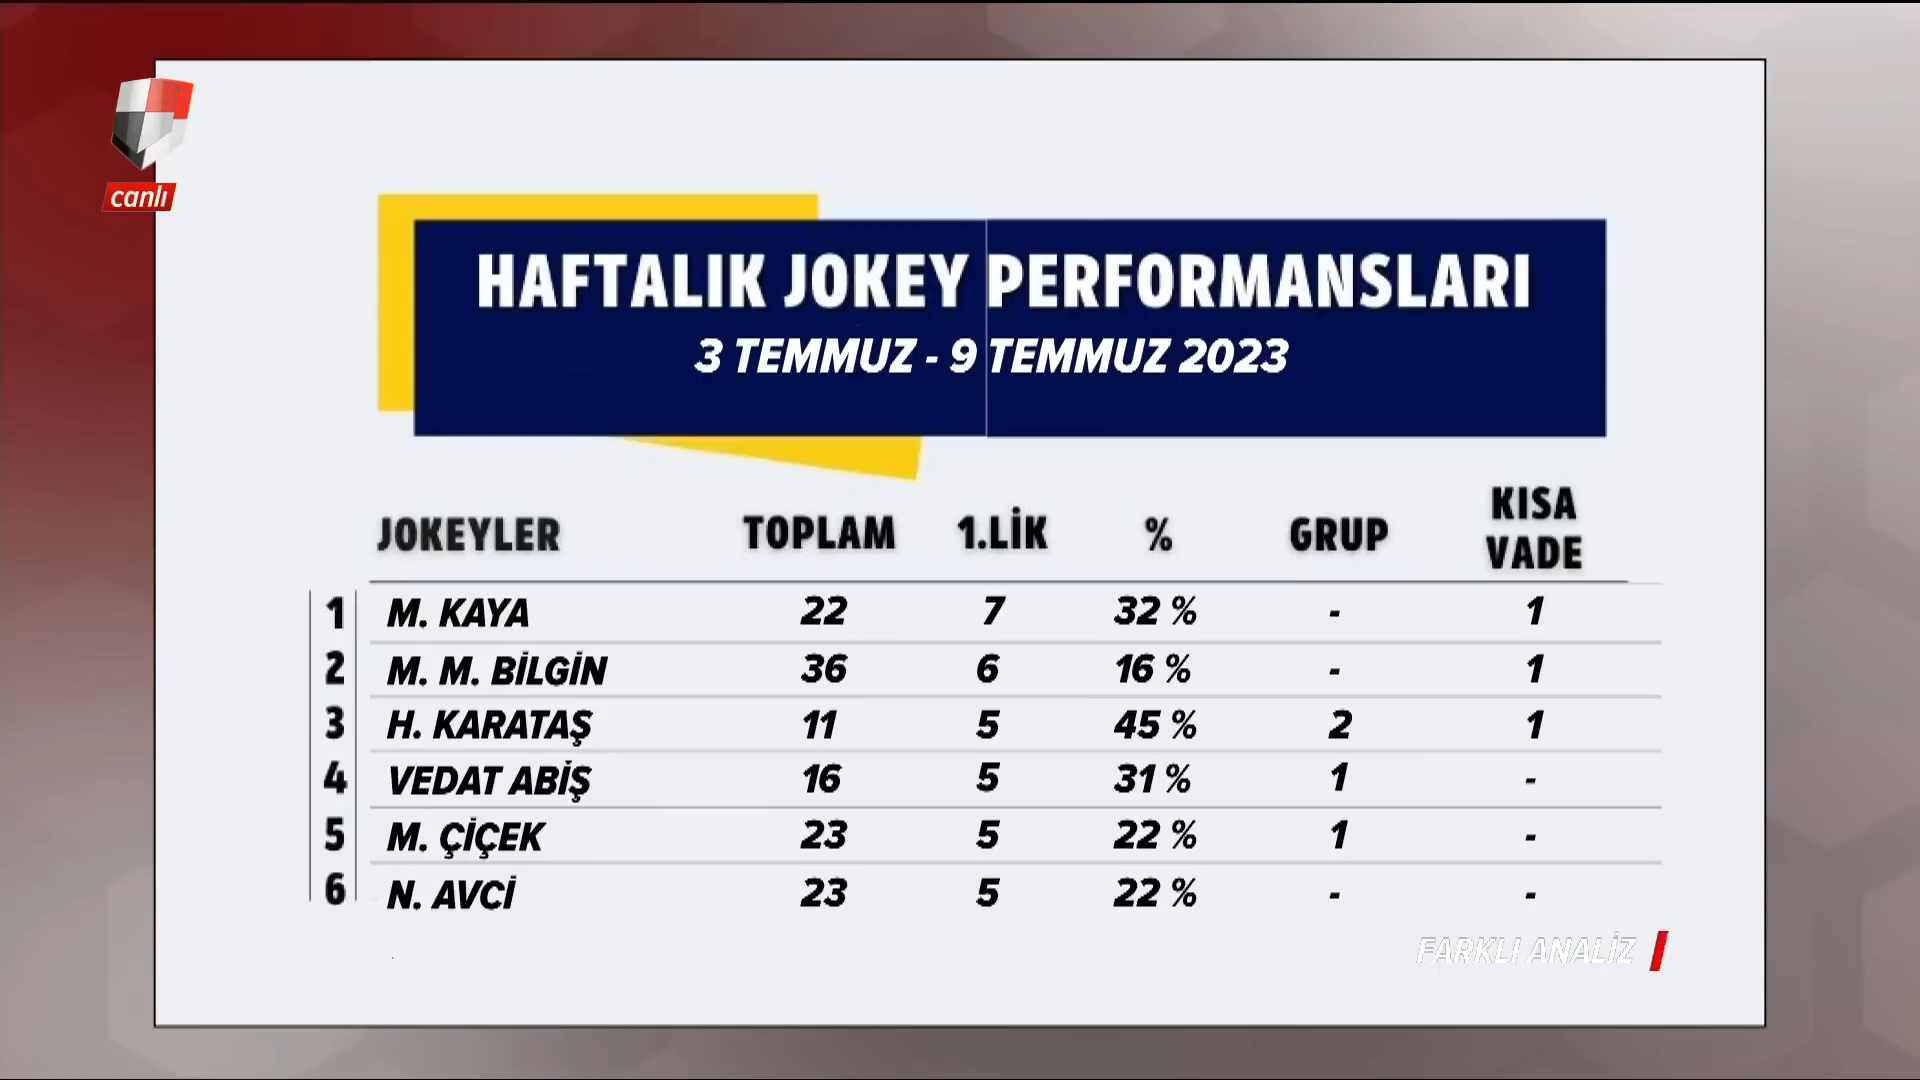 canlı
HAFTALIK JOKEY PERFORMANSLARI
3 TEMMUZ - 9 TEMMUZ 2023
JOKEYLER TOPLAM 1.LİK % GRUP KISA VADE
1 M. KAYA 22 7 32 % - 1
2 M. M. BİLGİN 36 6 16 % - 1
3 H. KARATAŞ 11 5 45 % 2 1
4 VEDAT ABİŞ 16 5 31 % 1 -
5 M. ÇİÇEK 23 5 22 % 1 -
6 N. AVCİ 23 5 22 % - -
FARKLI ANALİZ